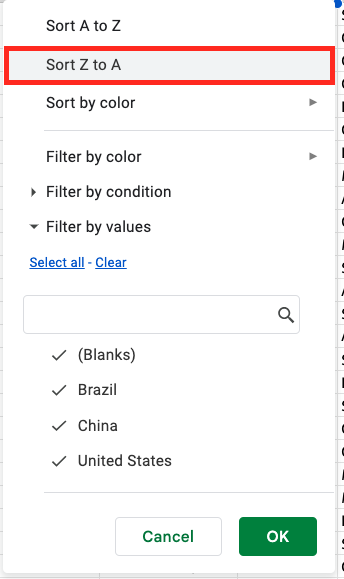 Sort A to Z
Sort Z to A
Sort by color
Filter by color
Filter by condition
Filter by values
Select all - Clear
(Blanks)
Brazil
China
United States
Cancel OK